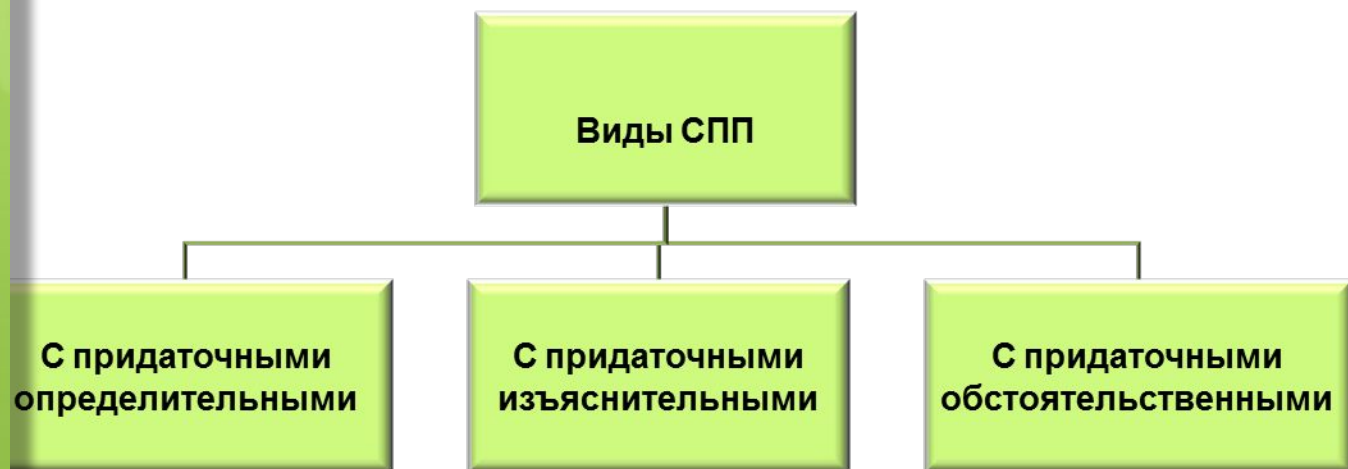 Виды СПП
С придаточными
определительными
С придаточными
изъяснительными
С придаточными
обстоятельственными